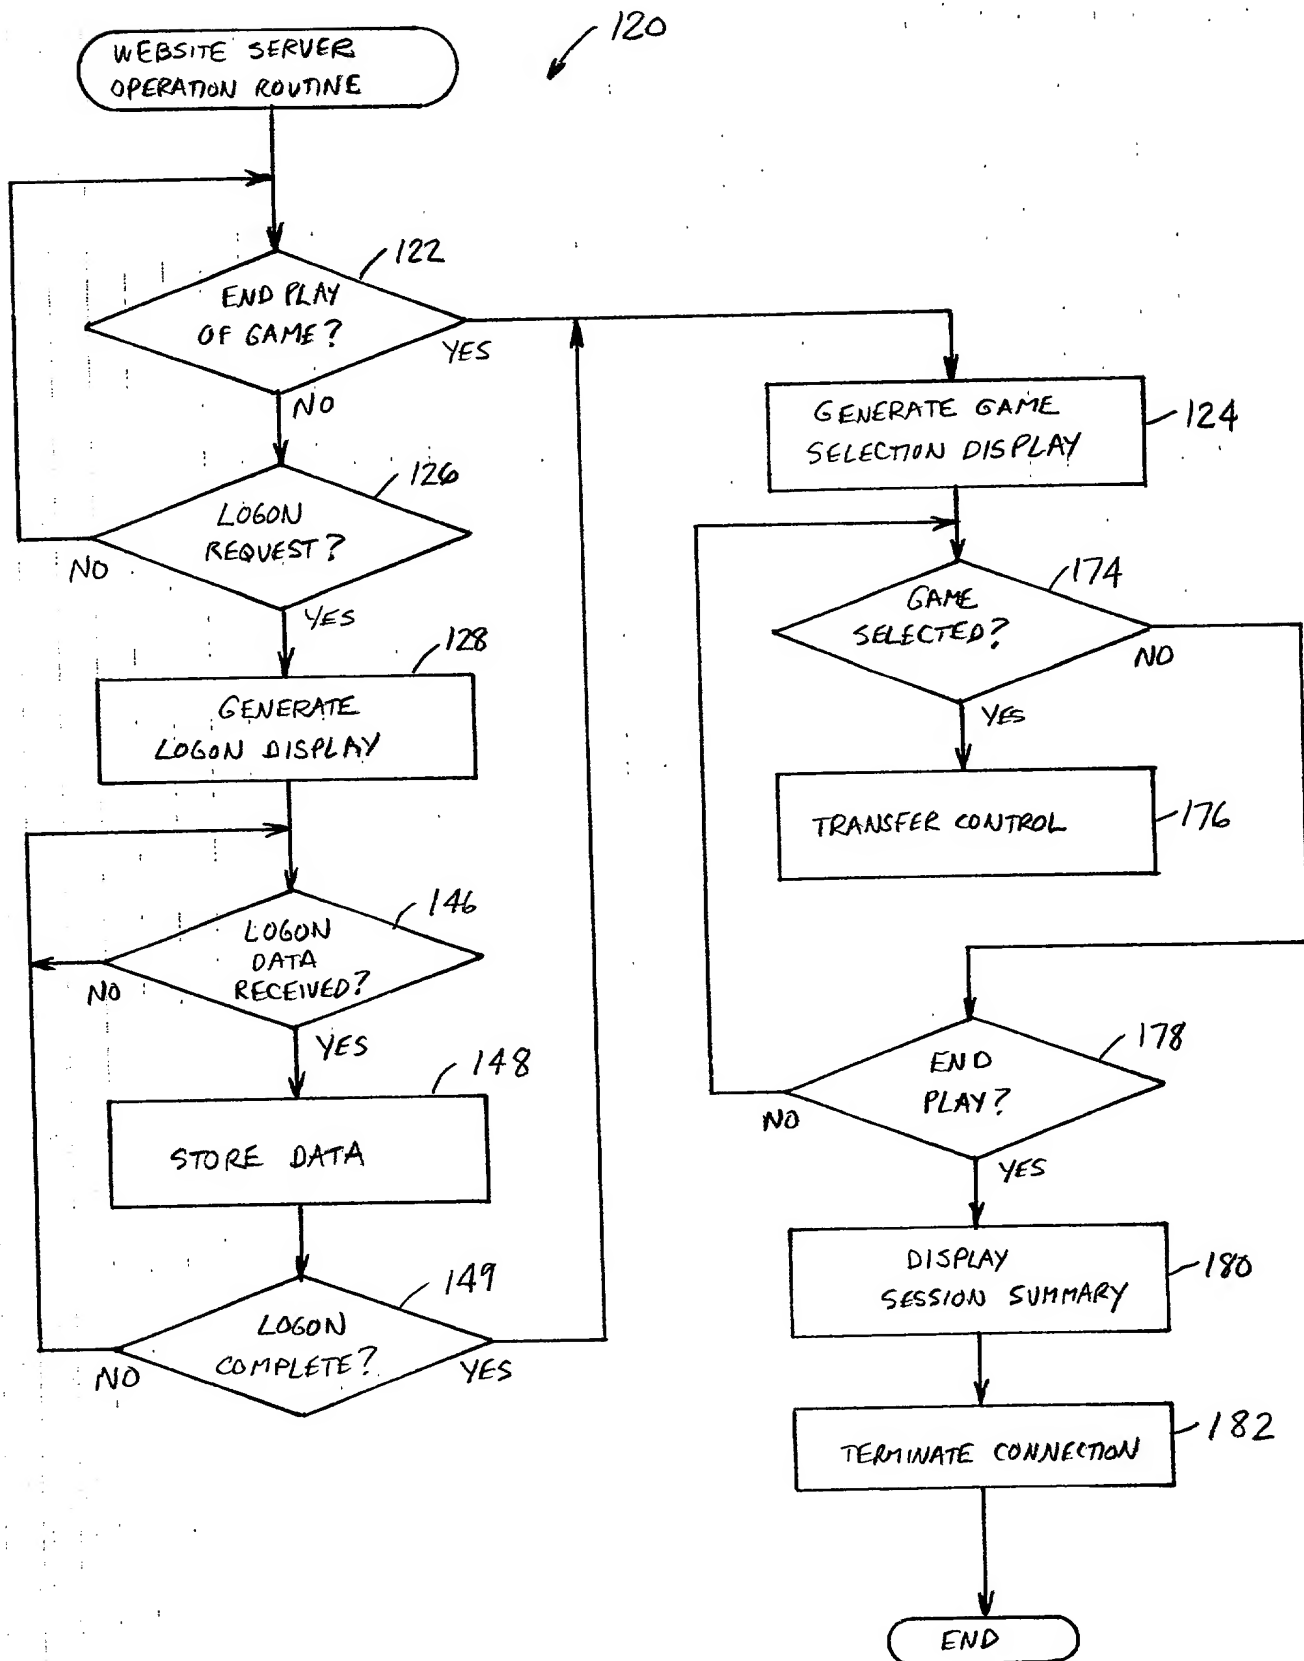 120
WEBSITE SERVER
OPERATION ROUTINE
122
END PLAY
OF GAME?
YES
NO
126
LOGON
REQUEST?
NO
YES
128
GENERATE
LOGON DISPLAY
146
LOGON
DATA
RECEIVED?
NO
YES
148
STORE DATA
149
LOGON
COMPLETE?
NO
YES
GENERATE GAME
SELECTION DISPLAY
124
174
GAME
SELECTED?
NO
YES
TRANSFER CONTROL
176
178
END
PLAY?
NO
YES
DISPLAY
SESSION SUMMARY
180
TERMINATE CONNECTION
182
END